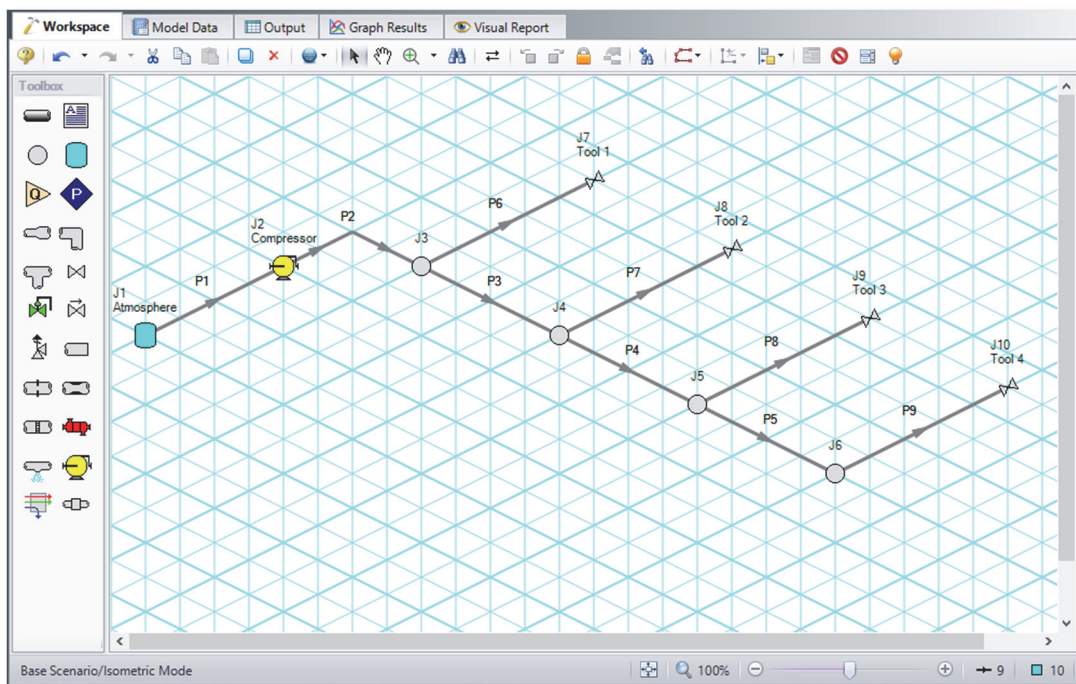 Workspace
Model Data
Output
Graph Results
Visual Report
Toolbox
A
Q
P
J7
Tool 1
P6
J8
Tool 2
J2
Compressor
P2
J3
P7
J9
Tool 3
P1
P3
J1
Atmosphere
J4
P8
J10
Tool 4
P4
J5
P9
P5
J6
Base Scenario/Isometric Mode
100%
9
10